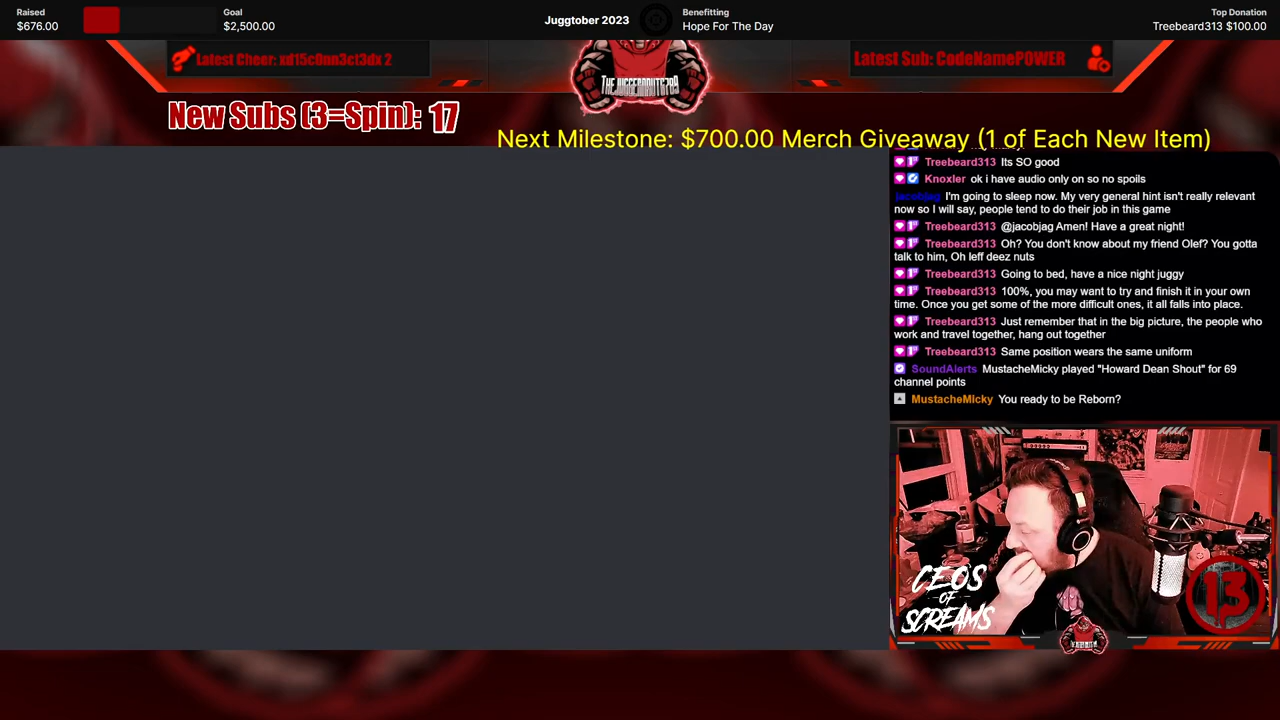 Raised
$676.00
Goal
$2,500.00
Juggtober 2023
Benefitting
Hope For The Day
Top Donation
Treebeard313 $100.00
Latest Cheer: xd15c0nn3ct3dx 2
THEJUGGERNAUT6789
Latest Sub: CodeNamePOWER
New Subs (3=Spin): 17
Next Milestone: $700.00 Merch Giveaway (1 of Each New Item)
Treebeard313 Its SO good
Knoxler ok i have audio only on so no spoils
jacobjag I'm going to sleep now. My very general hint isn't really relevant
now so I will say, people tend to do their job in this game
Treebeard313 @jacobjag Amen! Have a great night!
Treebeard313 Oh? You don't know about my friend Olef? You gotta
talk to him, Oh leff deez nuts
Treebeard313 Going to bed, have a nice night juggy
Treebeard313 100%, you may want to try and finish it in your own
time. Once you get some of the more difficult ones, it all falls into place.
Treebeard313 Just remember that in the big picture, the people who
work and travel together, hang out together
Treebeard313 Same position wears the same uniform
SoundAlerts MustacheMicky played "Howard Dean Shout" for 69
channel points
MustacheMicky You ready to be Reborn?
CEOS
OF
SCREAMS
13